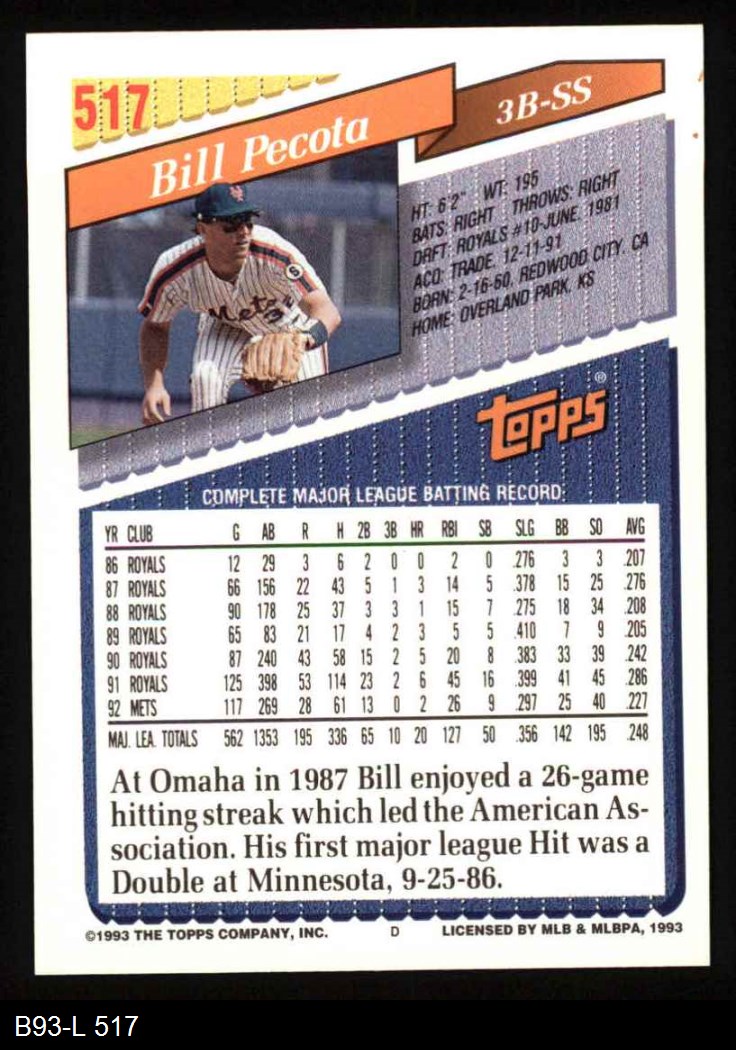 517
Bill Pecota
3B-SS
HT: 6'2" WT: 195
BATS: RIGHT THROWS: RIGHT
DRFT: ROYALS #10-JUNE, 1981
ACQ: TRADE, 12-11-91
BORN: 2-16-60, REDWOOD CITY, CA
HOME: OVERLAND PARK, KS
Mets
32
6
topps®
COMPLETE MAJOR LEAGUE BATTING RECORD
YR CLUB G AB R H 2B 3B HR RBI SB SLG BB SO AVG
86 ROYALS 12 29 3 6 2 0 0 2 0 .276 3 3 .207
87 ROYALS 66 156 22 43 5 1 3 14 5 .378 15 25 .276
88 ROYALS 90 178 25 37 3 3 1 15 7 .275 18 34 .208
89 ROYALS 65 83 21 17 4 2 3 5 5 .410 7 9 .205
90 ROYALS 87 240 43 58 15 2 5 20 8 .383 33 39 .242
91 ROYALS 125 398 53 114 23 2 6 45 16 .399 41 45 .286
92 METS 117 269 28 61 13 0 2 26 9 .297 25 40 .227
MAJ. LEA. TOTALS 562 1353 195 336 65 10 20 127 50 .356 142 195 .248
At Omaha in 1987 Bill enjoyed a 26-game
hitting streak which led the American As-
sociation. His first major league Hit was a
Double at Minnesota, 9-25-86.
©1993 THE TOPPS COMPANY, INC. D LICENSED BY MLB & MLBPA, 1993
B93-L 517